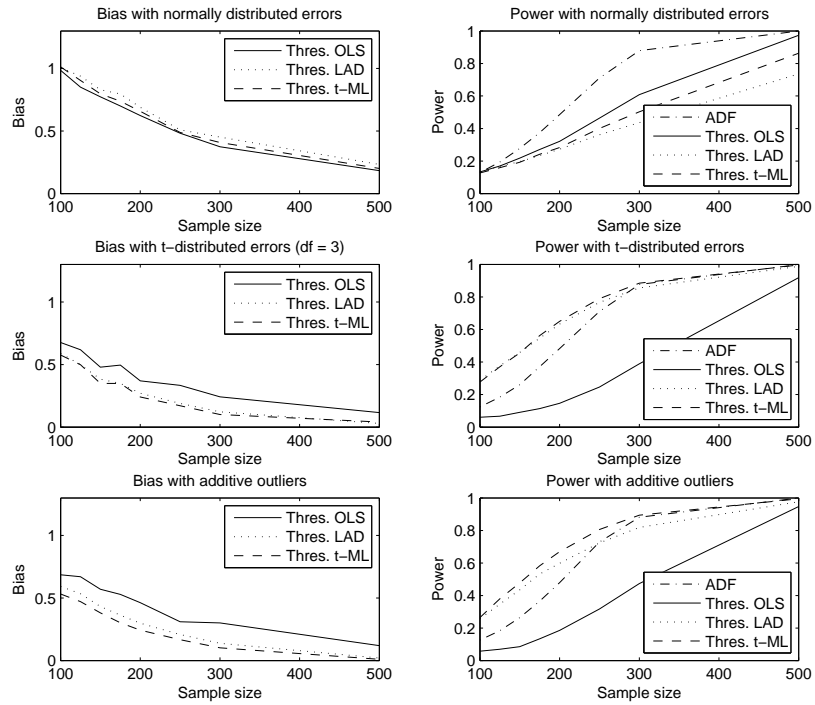 Bias with normally distributed errors
Bias
1
0.5
0
Thres. OLS
Thres. LAD
Thres. t−ML
100
200
300
400
500
Sample size
Power with normally distributed errors
Power
1
0.8
0.6
0.4
0.2
0
ADF
Thres. OLS
Thres. LAD
Thres. t−ML
100
200
300
400
500
Sample size
Bias with t−distributed errors (df = 3)
Bias
1
0.5
0
Thres. OLS
Thres. LAD
Thres. t−ML
100
200
300
400
500
Sample size
Power with t−distributed errors
Power
1
0.8
0.6
0.4
0.2
0
ADF
Thres. OLS
Thres. LAD
Thres. t−ML
100
200
300
400
500
Sample size
Bias with additive outliers
Bias
1
0.5
0
Thres. OLS
Thres. LAD
Thres. t−ML
100
200
300
400
500
Sample size
Power with additive outliers
Power
1
0.8
0.6
0.4
0.2
0
ADF
Thres. OLS
Thres. LAD
Thres. t−ML
100
200
300
400
500
Sample size